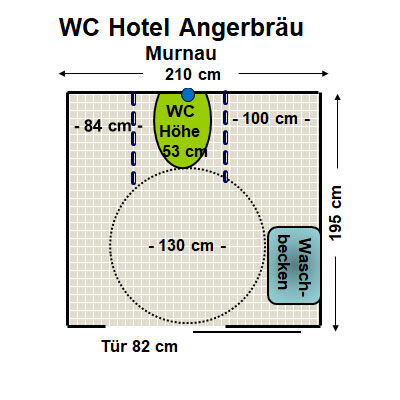 WC Hotel Angerbräu
Murnau
210 cm
WC
- 84 cm -
Höhe
- 100 cm -
53 cm
195 cm
- 130 cm -
Wasch-
becken
Tür 82 cm